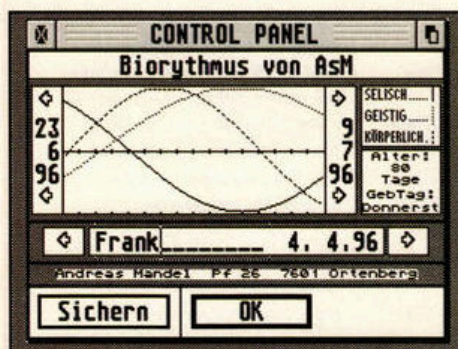 CONTROL PANEL
Biorythmus von AsM
23
6
96
9
7
96
SELISCH
GEISTIG
KÖRPERLICH
Alter:
80
Tage
GebTag:
Donnerst
Frank_________ 4. 4.96
Andreas Mandel Pf 26 7601 Ortenberg
Sichern
OK